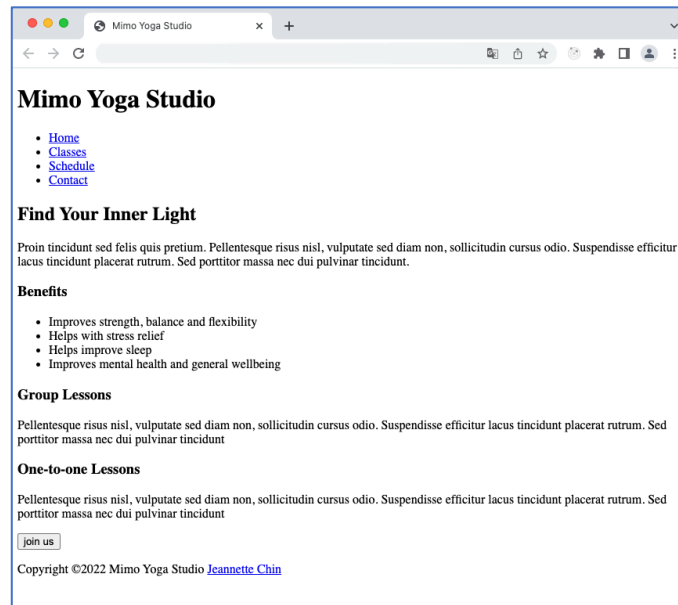 Mimo Yoga Studio
Mimo Yoga Studio
Home
Classes
Schedule
Contact
Find Your Inner Light
Proin tincidunt sed felis quis pretium. Pellentesque risus nisl, vulputate sed diam non, sollicitudin cursus odio. Suspendisse efficitur
lacus tincidunt placerat rutrum. Sed porttitor massa nec dui pulvinar tincidunt.
Benefits
Improves strength, balance and flexibility
Helps with stress relief
Helps improve sleep
Improves mental health and general wellbeing
Group Lessons
Pellentesque risus nisl, vulputate sed diam non, sollicitudin cursus odio. Suspendisse efficitur lacus tincidunt placerat rutrum. Sed
porttitor massa nec dui pulvinar tincidunt
One-to-one Lessons
Pellentesque risus nisl, vulputate sed diam non, sollicitudin cursus odio. Suspendisse efficitur lacus tincidunt placerat rutrum. Sed
porttitor massa nec dui pulvinar tincidunt
join us
Copyright ©2022 Mimo Yoga Studio Jeannette Chin